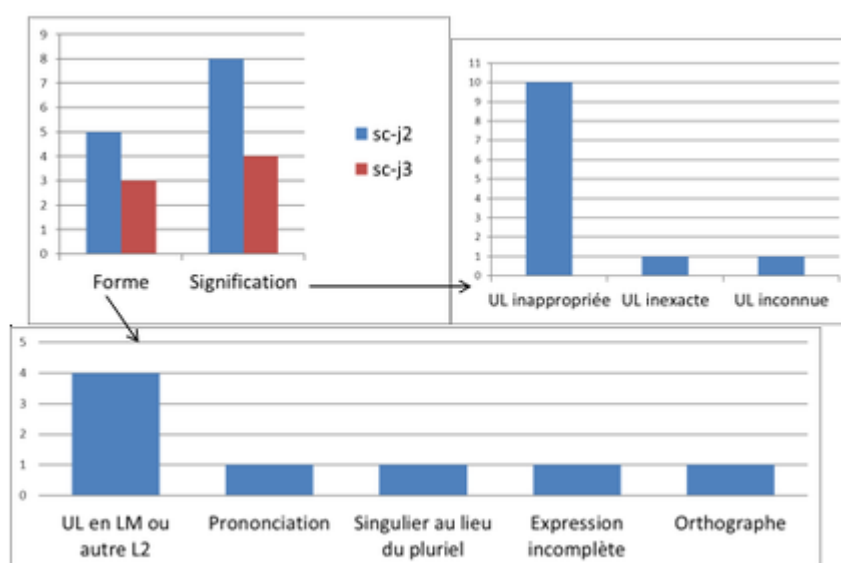 9
8
7
6
5
4
3
2
1
0
Forme Signification
sc-j2
sc-j3
11
10
9
8
7
6
5
4
3
2
1
0
UL inappropriée UL inexacte UL inconnue
5
4
3
2
1
0
UL en LM ou
autre L2
Prononciation
Singulier au lieu
du pluriel
Expression
incomplète
Orthographe